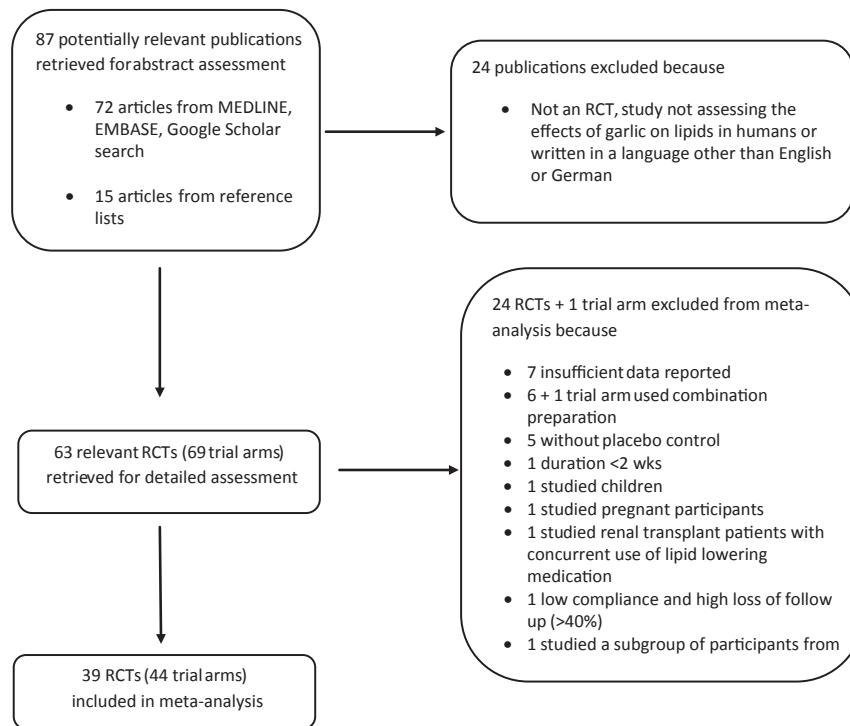 87 potentially relevant publications
retrieved for abstract assessment
• 72 articles from MEDLINE,
EMBASE, Google Scholar
search
• 15 articles from reference
lists
24 publications excluded because
• Not an RCT, study not assessing the
effects of garlic on lipids in humans or
written in a language other than English
or German
63 relevant RCTs (69 trial arms)
retrieved for detailed assessment
24 RCTs + 1 trial arm excluded from meta-
analysis because
• 7 insufficient data reported
• 6 + 1 trial arm used combination
preparation
• 5 without placebo control
• 1 duration <2 wks
• 1 studied children
• 1 studied pregnant participants
• 1 studied renal transplant patients with
concurrent use of lipid lowering
medication
• 1 low compliance and high loss of follow
up (>40%)
• 1 studied a subgroup of participants from
39 RCTs (44 trial arms)
included in meta-analysis